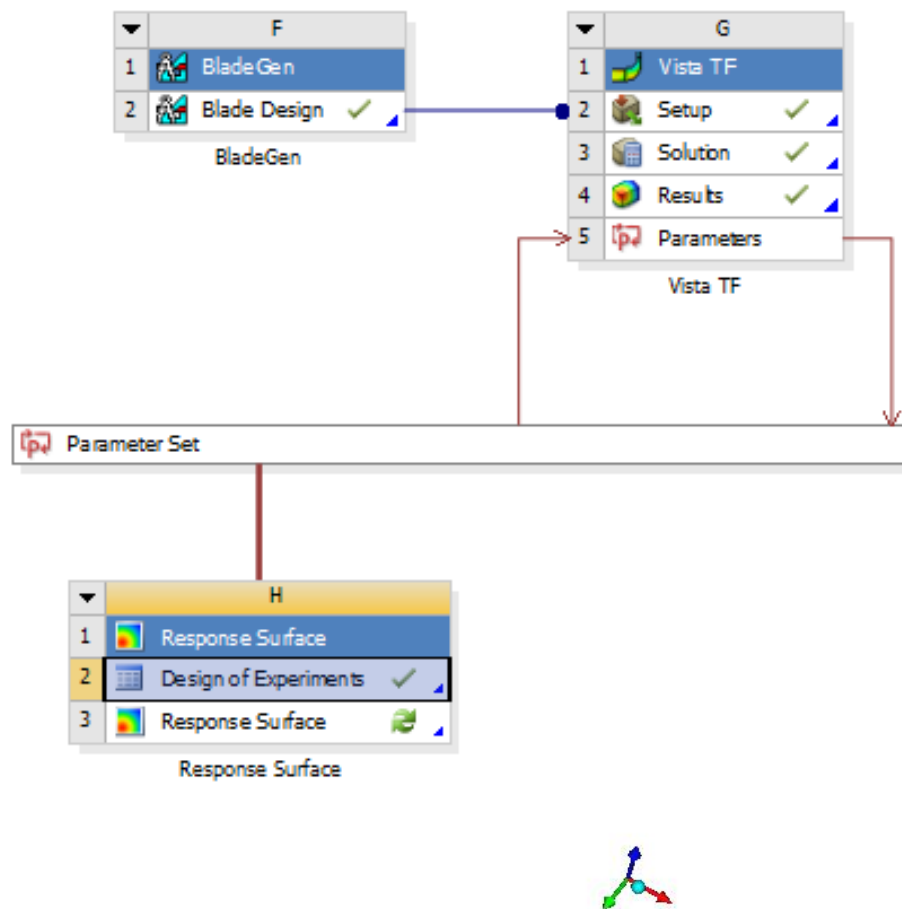 F
1 BladeGen
2 Blade Design
BladeGen
G
1 Vista TF
2 Setup
3 Solution
4 Results
5 Parameters
Vista TF
Parameter Set
H
1 Response Surface
2 Design of Experiments
3 Response Surface
Response Surface